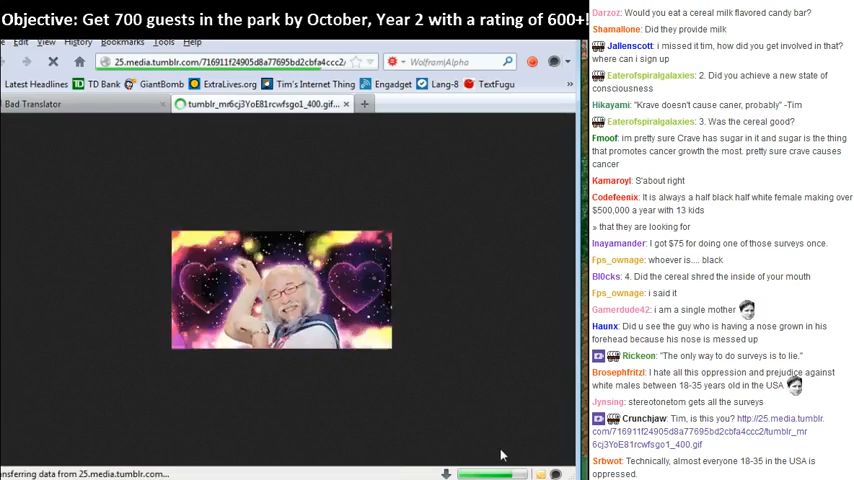 Objective: Get 700 guests in the park by October, Year 2 with a rating of 600+!
History Bookmarks Tools Help
25.media.tumblr.com/716911f24905d8a77695bd2cbfa4ccc2/
Wolfram|Alpha
Latest Headlines TD Bank GiantBomb ExtraLives.org Tim's Internet Thing Engadget Lang-8 TextFugu »
Bad Translator
tumblr_mr6cj3YoE81rcwfsgo1_400.gif...
nsferring data from 25.media.tumblr.com...
Darzoz: Would you eat a cereal milk flavored candy bar?
Shamallone: Did they provide milk
Jallenscott: i missed it tim, how did you get involved in that?
where can i sign up
Eaterofspiralgalaxies: 2. Did you achieve a new state of
consciousness
Hikayami: "Krave doesn't cause caner, probably" -Tim
Eaterofspiralgalaxies: 3. Was the cereal good?
Fmoof: im pretty sure Crave has sugar in it and sugar is the thing
that promotes cancer growth the most. pretty sure crave causes
cancer
Kamaroyl: S'about right
Codefeenix: It is always a half black half white female making over
$500,000 a year with 13 kids
» that they are looking for
Inayamander: I got $75 for doing one of those surveys once.
Fps_ownage: whoever is.... black
Bl0cks: 4. Did the cereal shred the inside of your mouth
Fps_ownage: i said it
Gamerdude42: i am a single mother
Haunx: Did u see the guy who is having a nose grown in his
forehead because his nose is messed up
Rickeon: "The only way to do surveys is to lie."
Brosephfritzl: I hate all this oppression and prejudice against
white males between 18-35 years old in the USA
Jynsing: stereotonetom gets all the surveys
Crunchjaw: Tim, is this you? http://25.media.tumblr.
com/716911f24905d8a77695bd2cbfa4ccc2/tumblr_mr
6cj3YoE81rcwfsgo1_400.gif
Srbwot: Technically, almost everyone 18-35 in the USA is
oppressed.